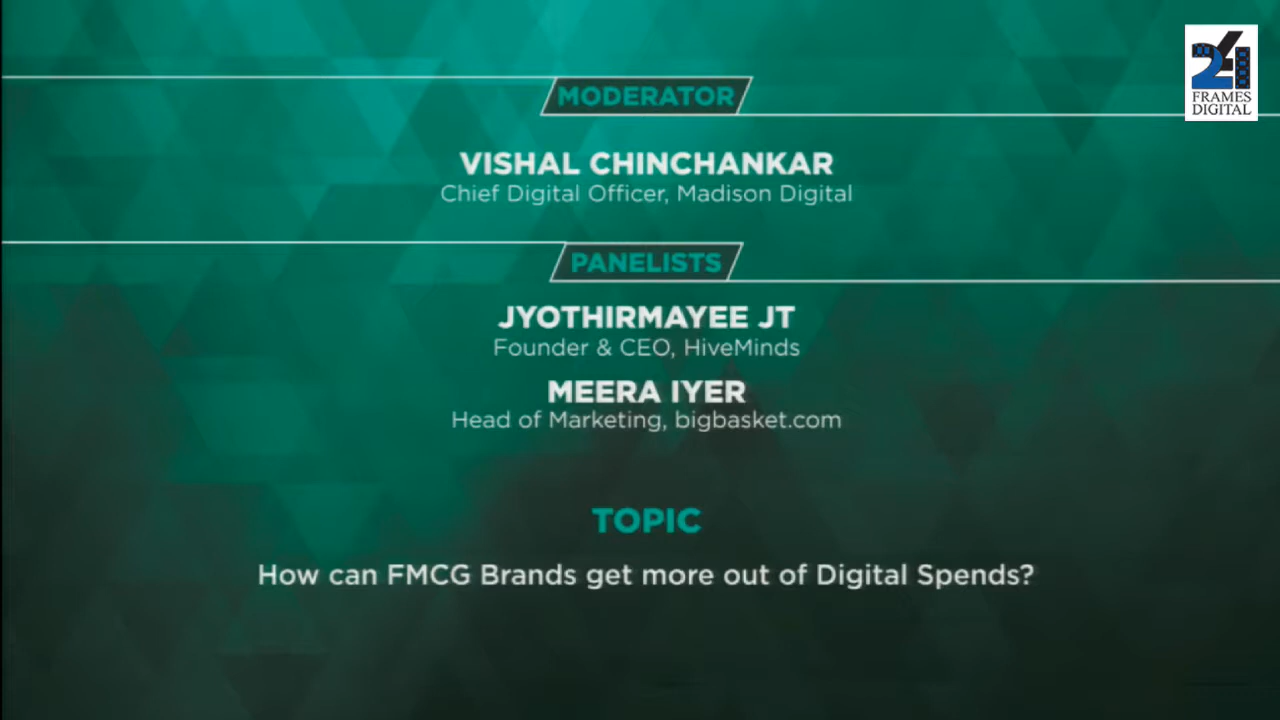 24
FRAMES
DIGITAL
MODERATOR
VISHAL CHINCHANKAR
Chief Digital Officer, Madison Digital
PANELISTS
JYOTHIRMAYEE JT
Founder & CEO, HiveMinds
MEERA IYER
Head of Marketing, bigbasket.com
TOPIC
How can FMCG Brands get more out of Digital Spends?